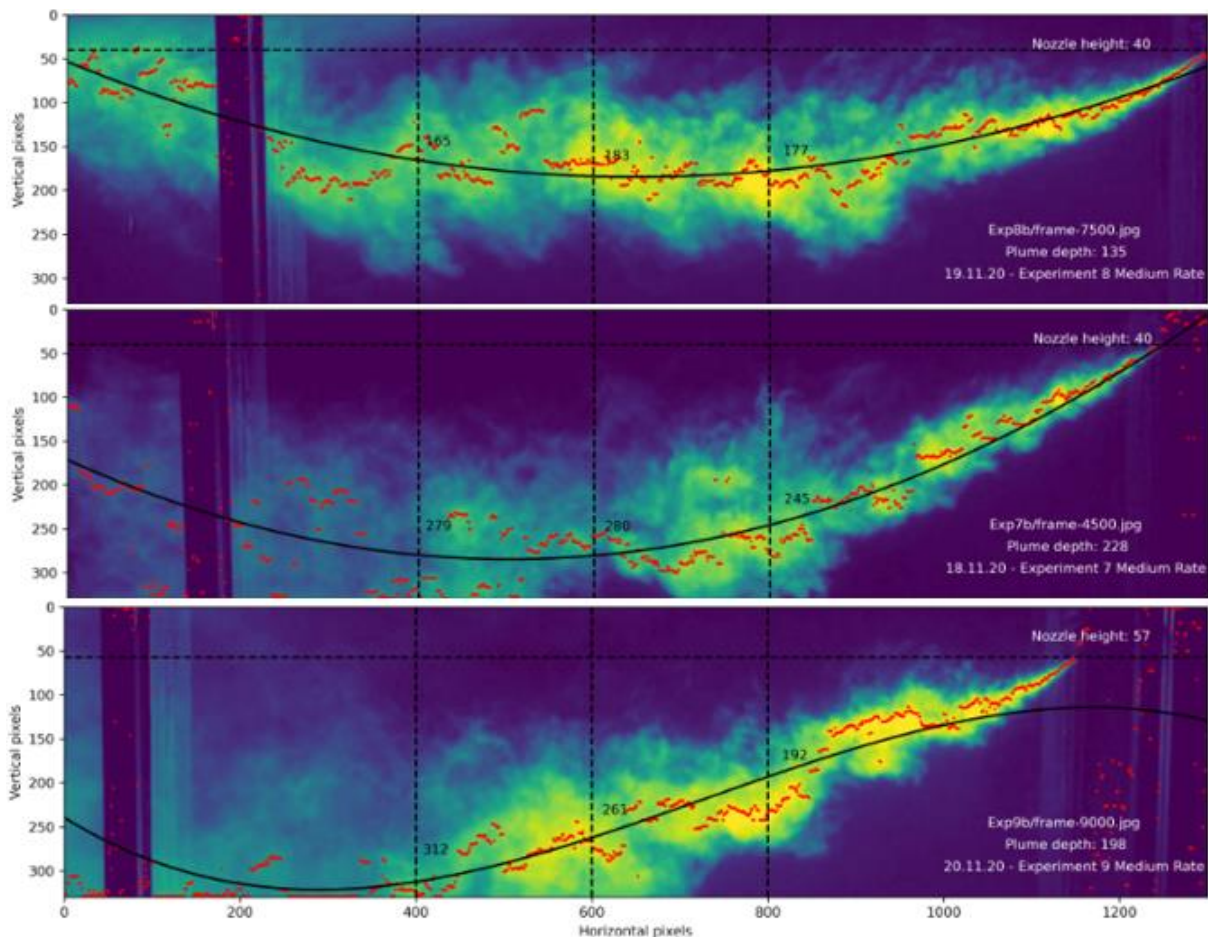 0
50
100
150
200
250
300
Vertical pixels
Nozzle height: 40
165
183
177
Exp8b/frame-7500.jpg
Plume depth: 135
19.11.20 - Experiment 8 Medium Rate
0
50
100
150
200
250
300
Vertical pixels
Nozzle height: 40
279
280
245
Exp7b/frame-4500.jpg
Plume depth: 228
18.11.20 - Experiment 7 Medium Rate
0
50
100
150
200
250
300
Vertical pixels
Nozzle height: 57
312
261
192
Exp9b/frame-9000.jpg
Plume depth: 198
20.11.20 - Experiment 9 Medium Rate
0 200 400 600 800 1000 1200
Horizontal pixels